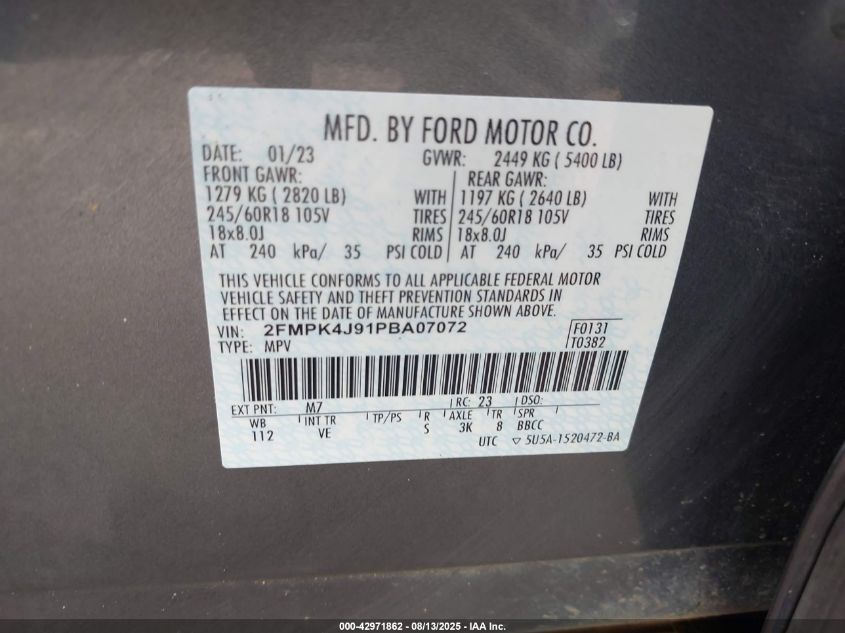 MFD. BY FORD MOTOR CO.
DATE: 01/23 GVWR: 2449 KG ( 5400 LB)
FRONT GAWR: REAR GAWR:
1279 KG ( 2820 LB) WITH 1197 KG ( 2640 LB) WITH
245/60R18 105V TIRES 245/60R18 105V TIRES
18x8.0J RIMS 18x8.0J RIMS
AT 240 kPa/ 35 PSI COLD AT 240 kPa/ 35 PSI COLD
THIS VEHICLE CONFORMS TO ALL APPLICABLE FEDERAL MOTOR
VEHICLE SAFETY AND THEFT PREVENTION STANDARDS IN
EFFECT ON THE DATE OF MANUFACTURE SHOWN ABOVE.
VIN: 2FMPK4J91PBA07072 F0131
TYPE: MPV T0382
EXT PNT: M7 RC: 23 DSO:
WB INT TR TP/PS R AXLE TR SPR
112 VE S 3K 8 BBCC
UTC ▽ 5U5A-1520472-BA
000-42971862 - 08/13/2025 - IAA Inc.